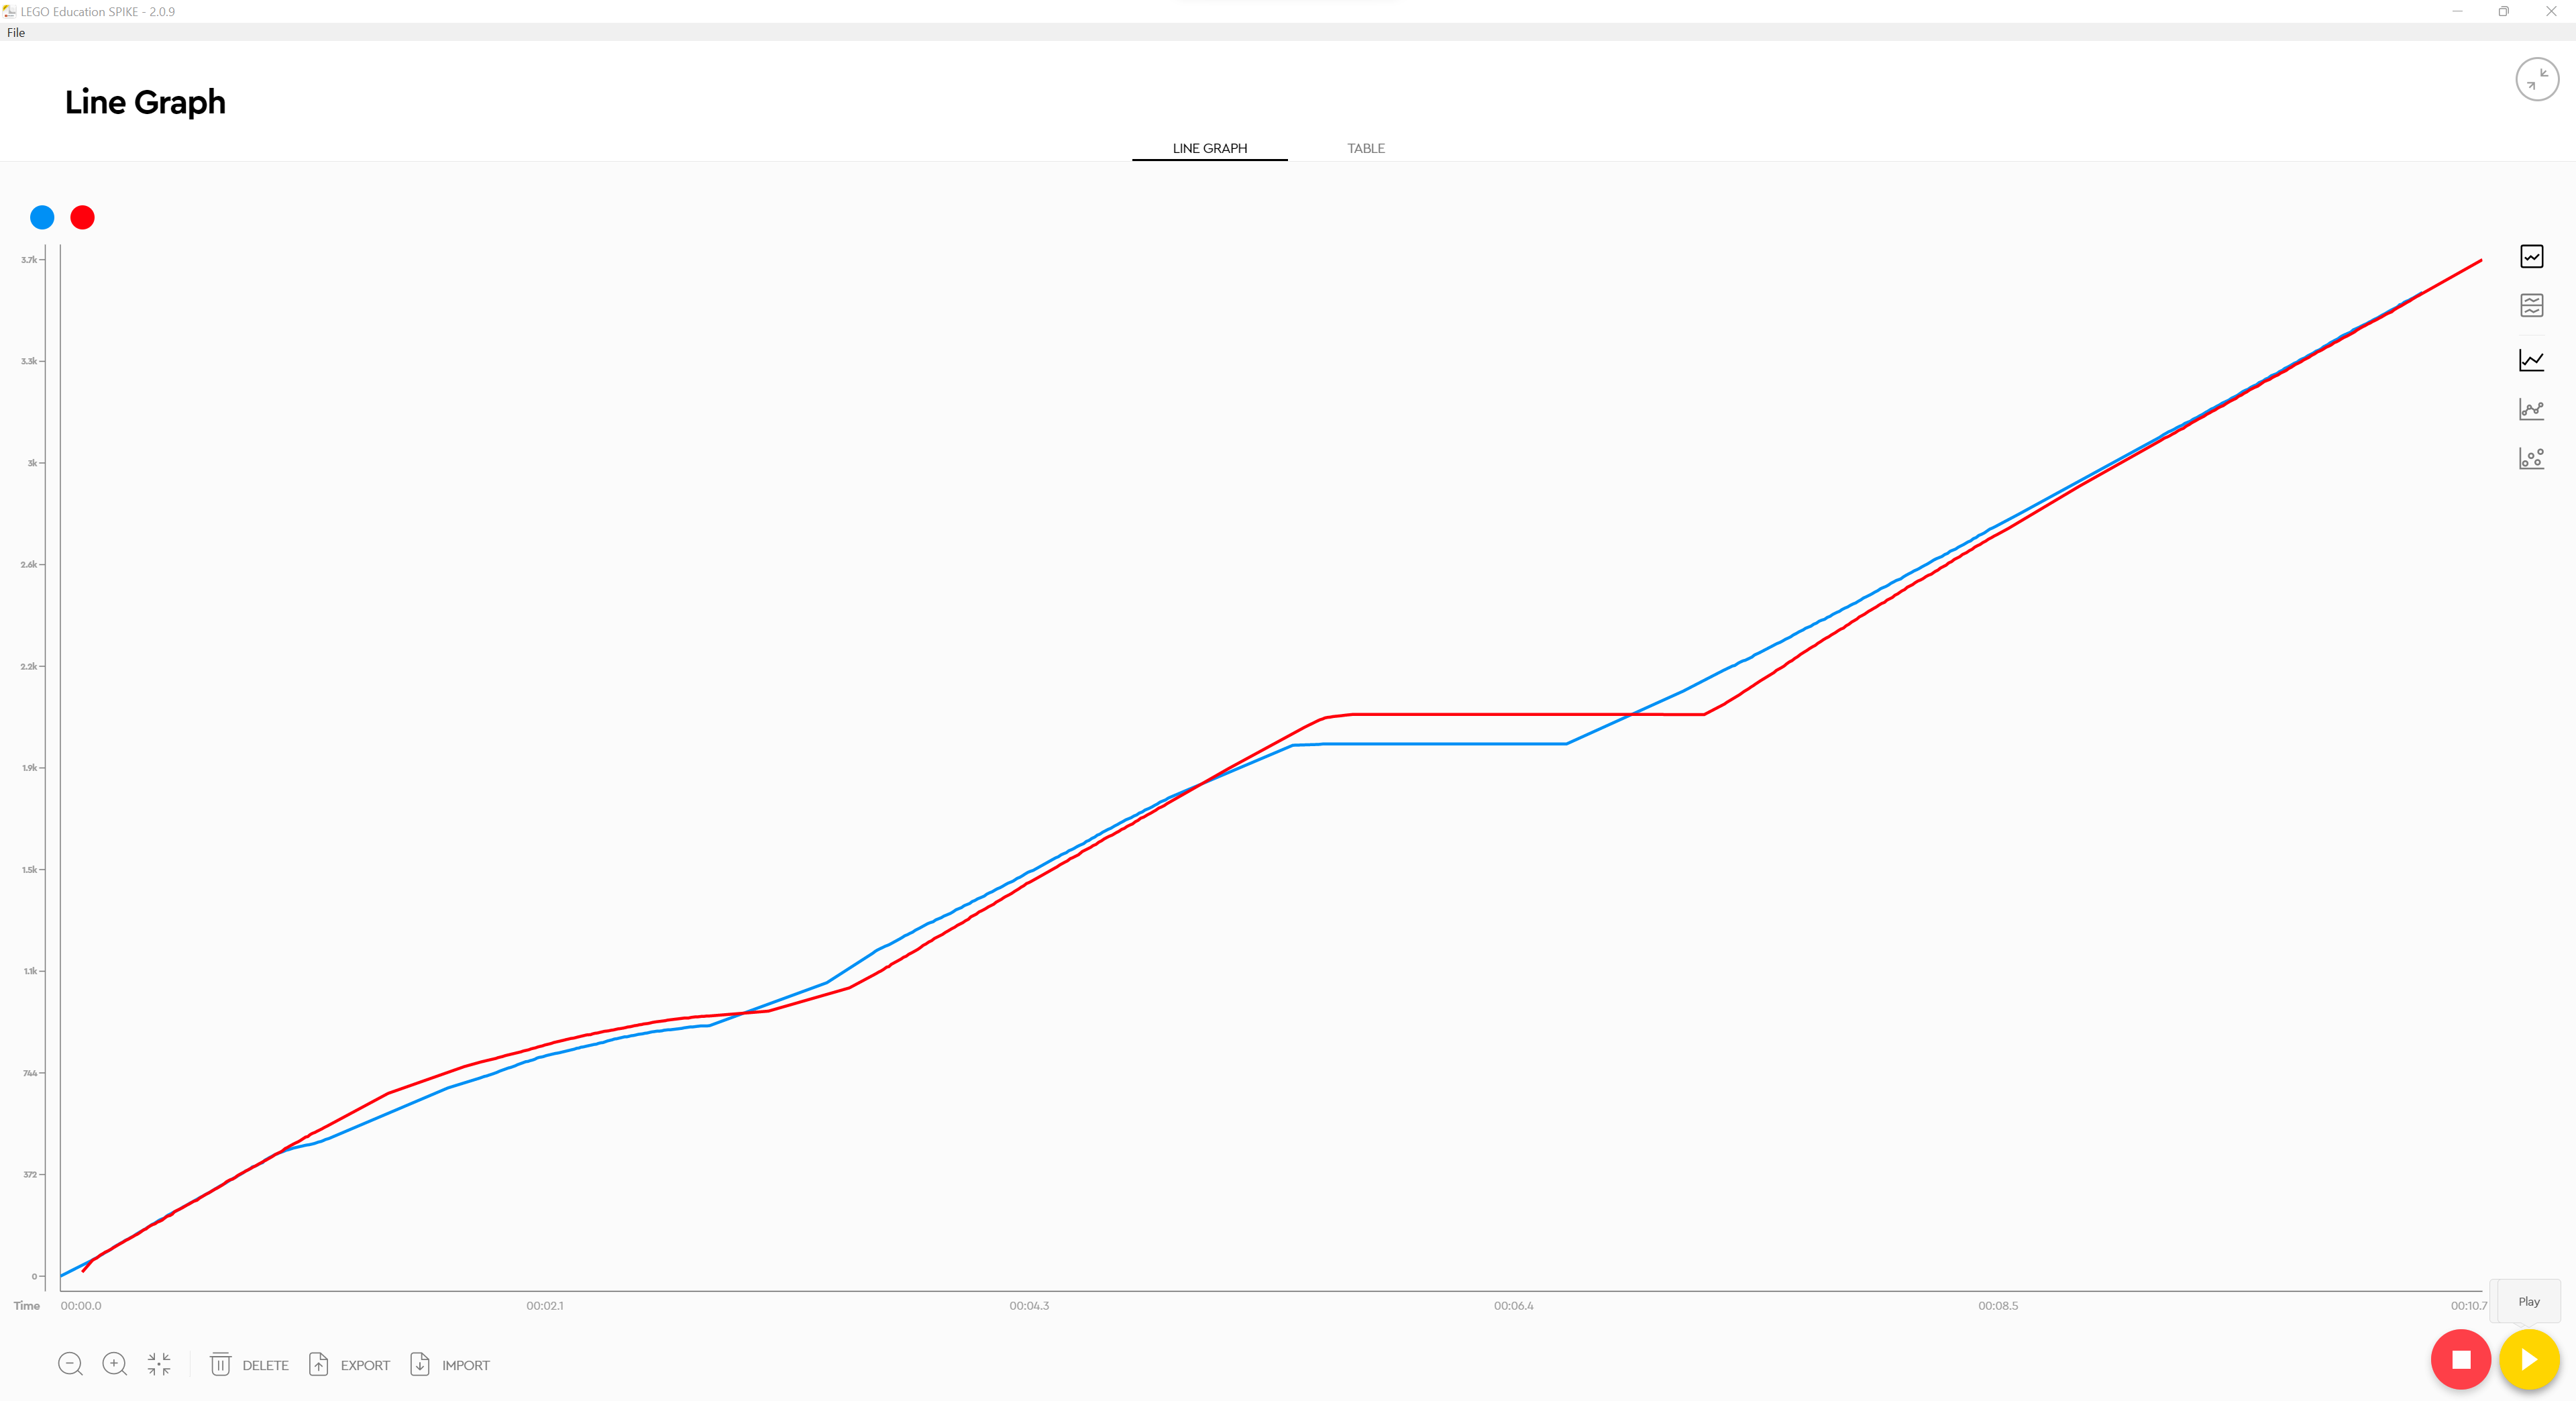 LEGO Education SPIKE - 2.0.9
File
Line Graph
LINE GRAPH
TABLE
3.7k
3.3k
3k
2.6k
2.2k
1.9k
1.5k
1.1k
744
372
0
Time 00:00.0 00:02.1 00:04.3 00:06.4 00:08.5 00:10.7
Play
DELETE EXPORT IMPORT